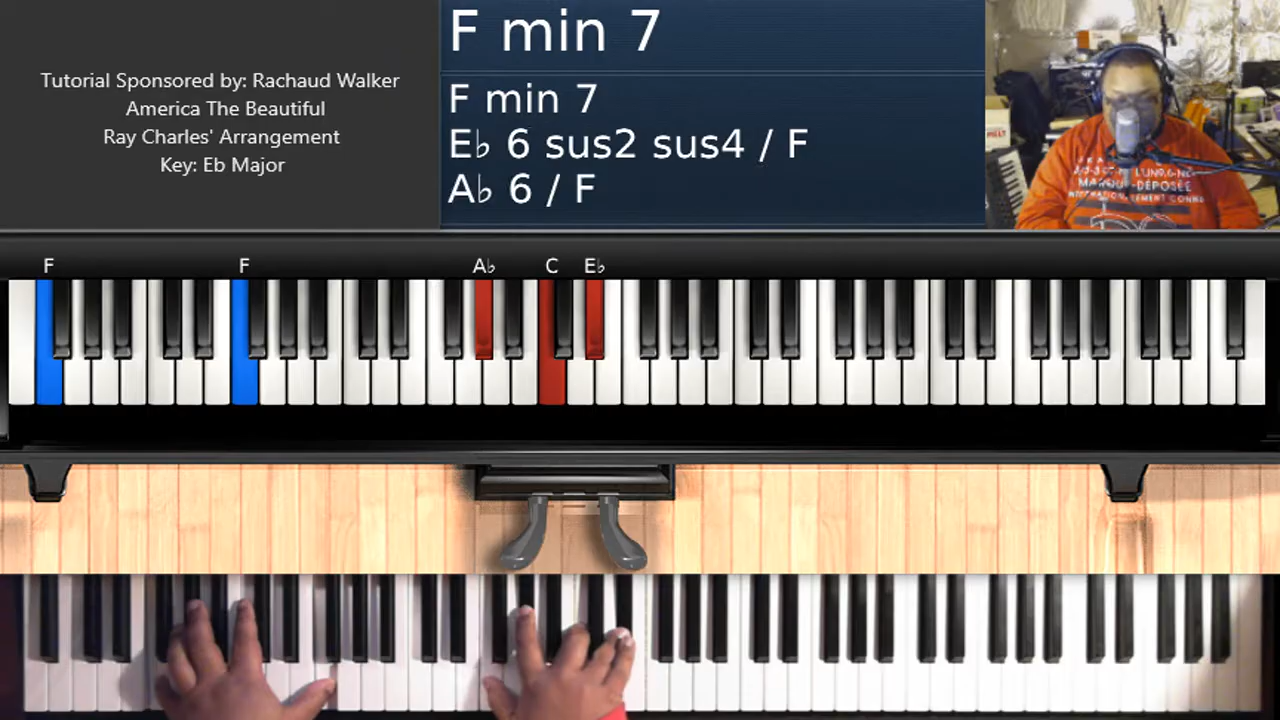 Tutorial Sponsored by: Rachaud Walker
America The Beautiful
Ray Charles' Arrangement
Key: Eb Major
F min 7
F min 7
E♭ 6 sus2 sus4 / F
A♭ 6 / F
F F A♭ C E♭